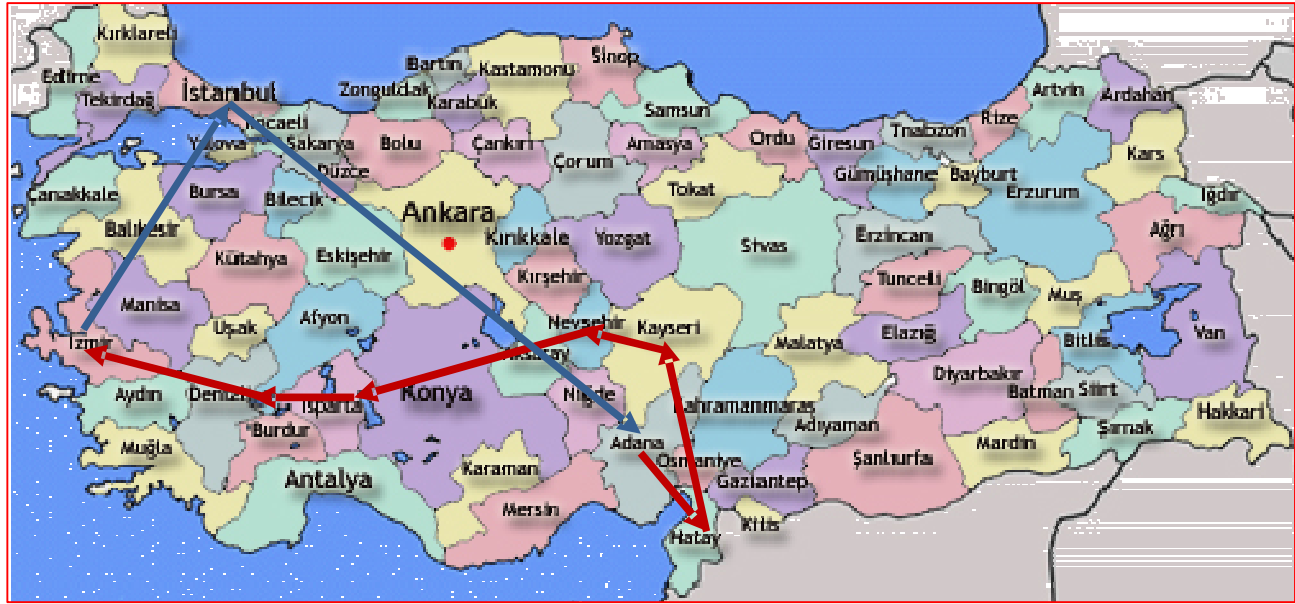 Kırklareli
Edirne
Tekirdağ
İstanbul
Kocaeli
Yalova
Sakarya
Düzce
Zonguldak
Bartın
Karabük
Kastamonu
Sinop
Samsun
Bolu
Çankırı
Çorum
Amasya
Ordu
Giresun
Trabzon
Rize
Artvin
Ardahan
Kars
Iğdır
Çanakkale
Balıkesir
Bursa
Bilecik
Kütahya
Eskişehir
Ankara
Kırıkkale
Yozgat
Tokat
Sivas
Gümüşhane
Bayburt
Erzurum
Erzincan
Ağrı
Kırşehir
Tunceli
Bingöl
Muş
Manisa
İzmir
Uşak
Afyon
Nevşehir
Aksaray
Kayseri
Malatya
Elazığ
Bitlis
Van
Aydın
Denizli
Isparta
Burdur
Konya
Niğde
Kahramanmaraş
Adıyaman
Diyarbakır
Batman
Siirt
Hakkari
Muğla
Antalya
Karaman
Mersin
Adana
Osmaniye
Gaziantep
Şanlıurfa
Mardin
Şırnak
Hatay
Kilis